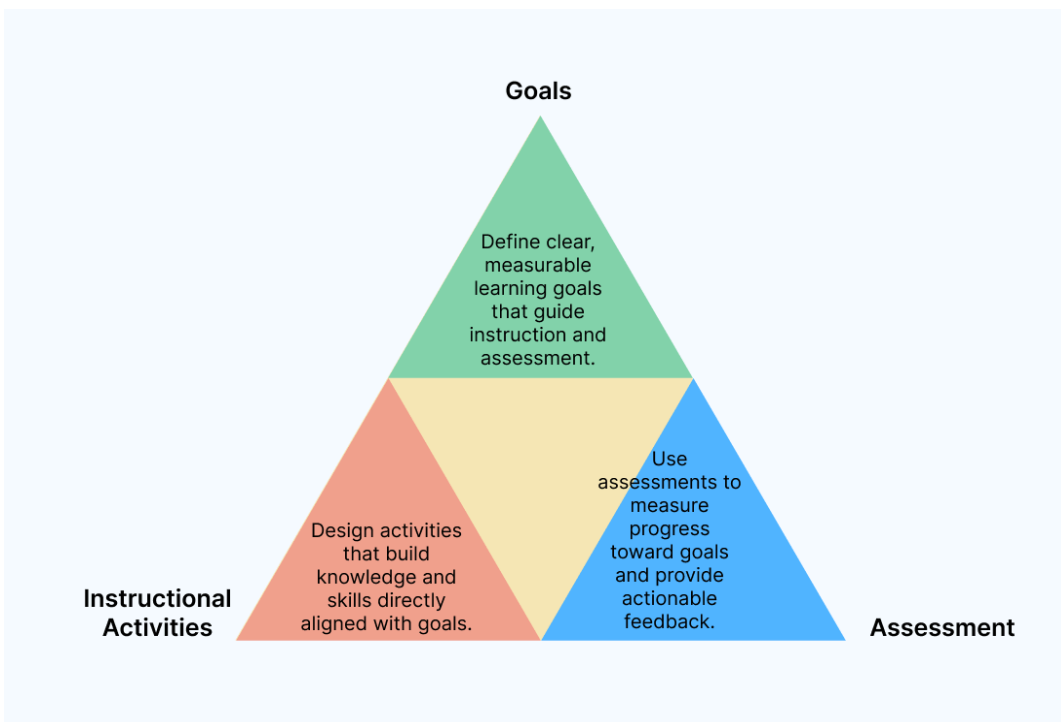 Goals
Define clear,
measurable
learning goals
that guide
instruction and
assessment.
Instructional
Activities
Design activities
that build
knowledge and
skills directly
aligned with goals.
Use
assessments to
measure
progress
toward goals
and provide
actionable
feedback.
Assessment